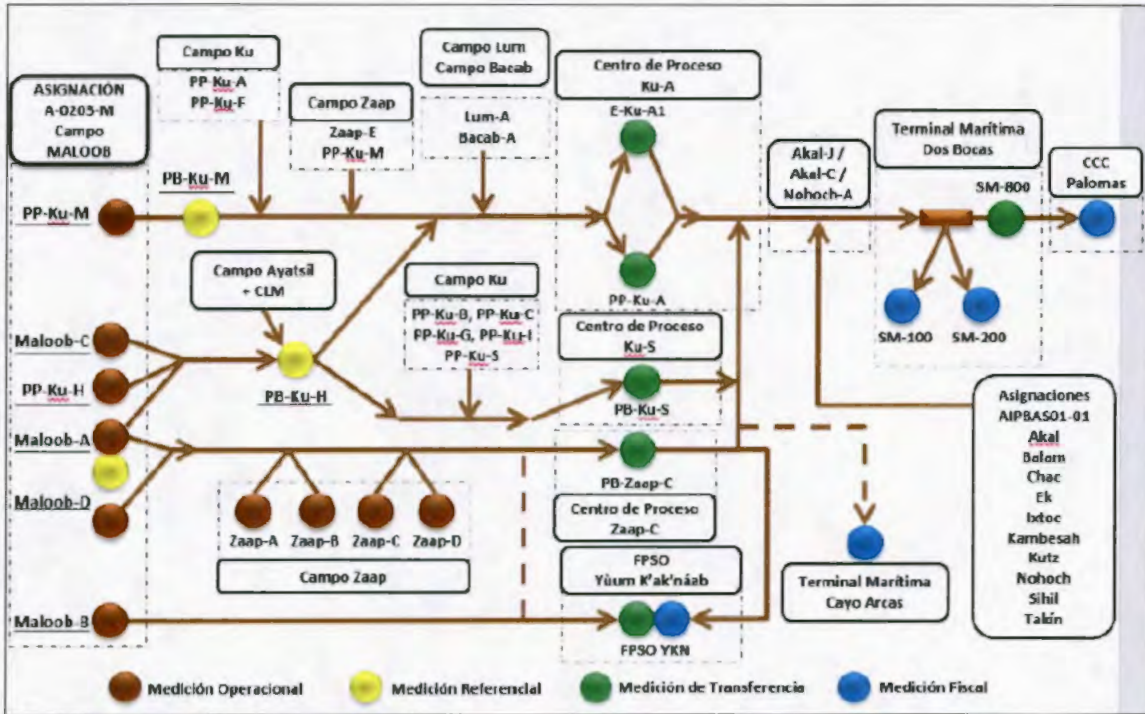 ASIGNACIÓN
A-0205-M
Campo
MALOOB
Campo Ku
PP-Ku-A
PP-Ku-F
Campo Zaap
Zaap-E
PP-Ku-M
Campo Lum
Campo Bacab
Lum-A
Bacab-A
Centro de Proceso
Ku-A
E-Ku-A1
PP-Ku-A
Akal-J /
Akal-C /
Nohoch-A
Terminal Marítima
Dos Bocas
SM-800
SM-100
SM-200
CCC
Palomas
PP-Ku-M
PB-Ku-M
Campo Ayatsil
+ CLM
PB-Ku-H
Campo Ku
PP-Ku-B, PP-Ku-C
PP-Ku-G, PP-Ku-I
PP-Ku-S
Centro de Proceso
Ku-S
PB-Ku-S
Maloob-C
PP-Ku-H
Maloob-A
Maloob-D
Maloob-B
Zaap-A
Zaap-B
Zaap-C
Zaap-D
Campo Zaap
PB-Zaap-C
Centro de Proceso
Zaap-C
FPSO
Yùum K'ak'náab
FPSO YKN
Terminal Marítima
Cayo Arcas
Asignaciones
AIPBAS01-01
Akal
Balam
Chac
Ek
Ixtoc
Kambesah
Kutz
Nohoch
Sihil
Takín
Medición Operacional
Medición Referencial
Medición de Transferencia
Medición Fiscal